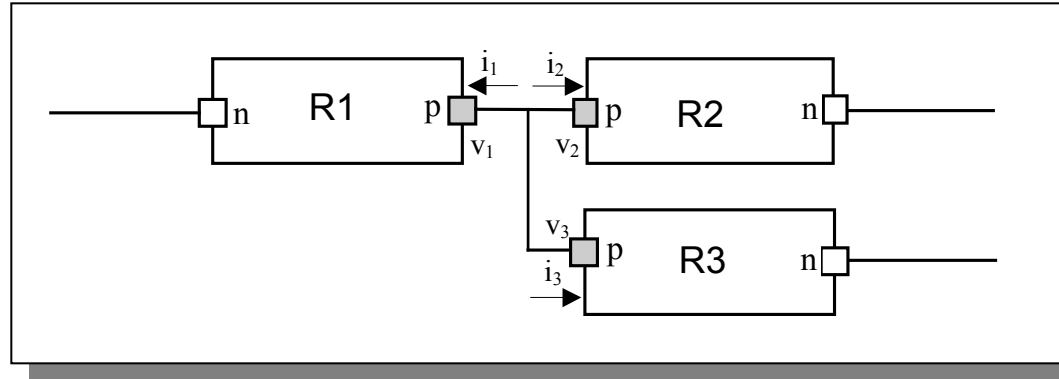 i₁ i₂
n R1 p p R2 n
v₁ v₂
v₃
p R3 n
i₃